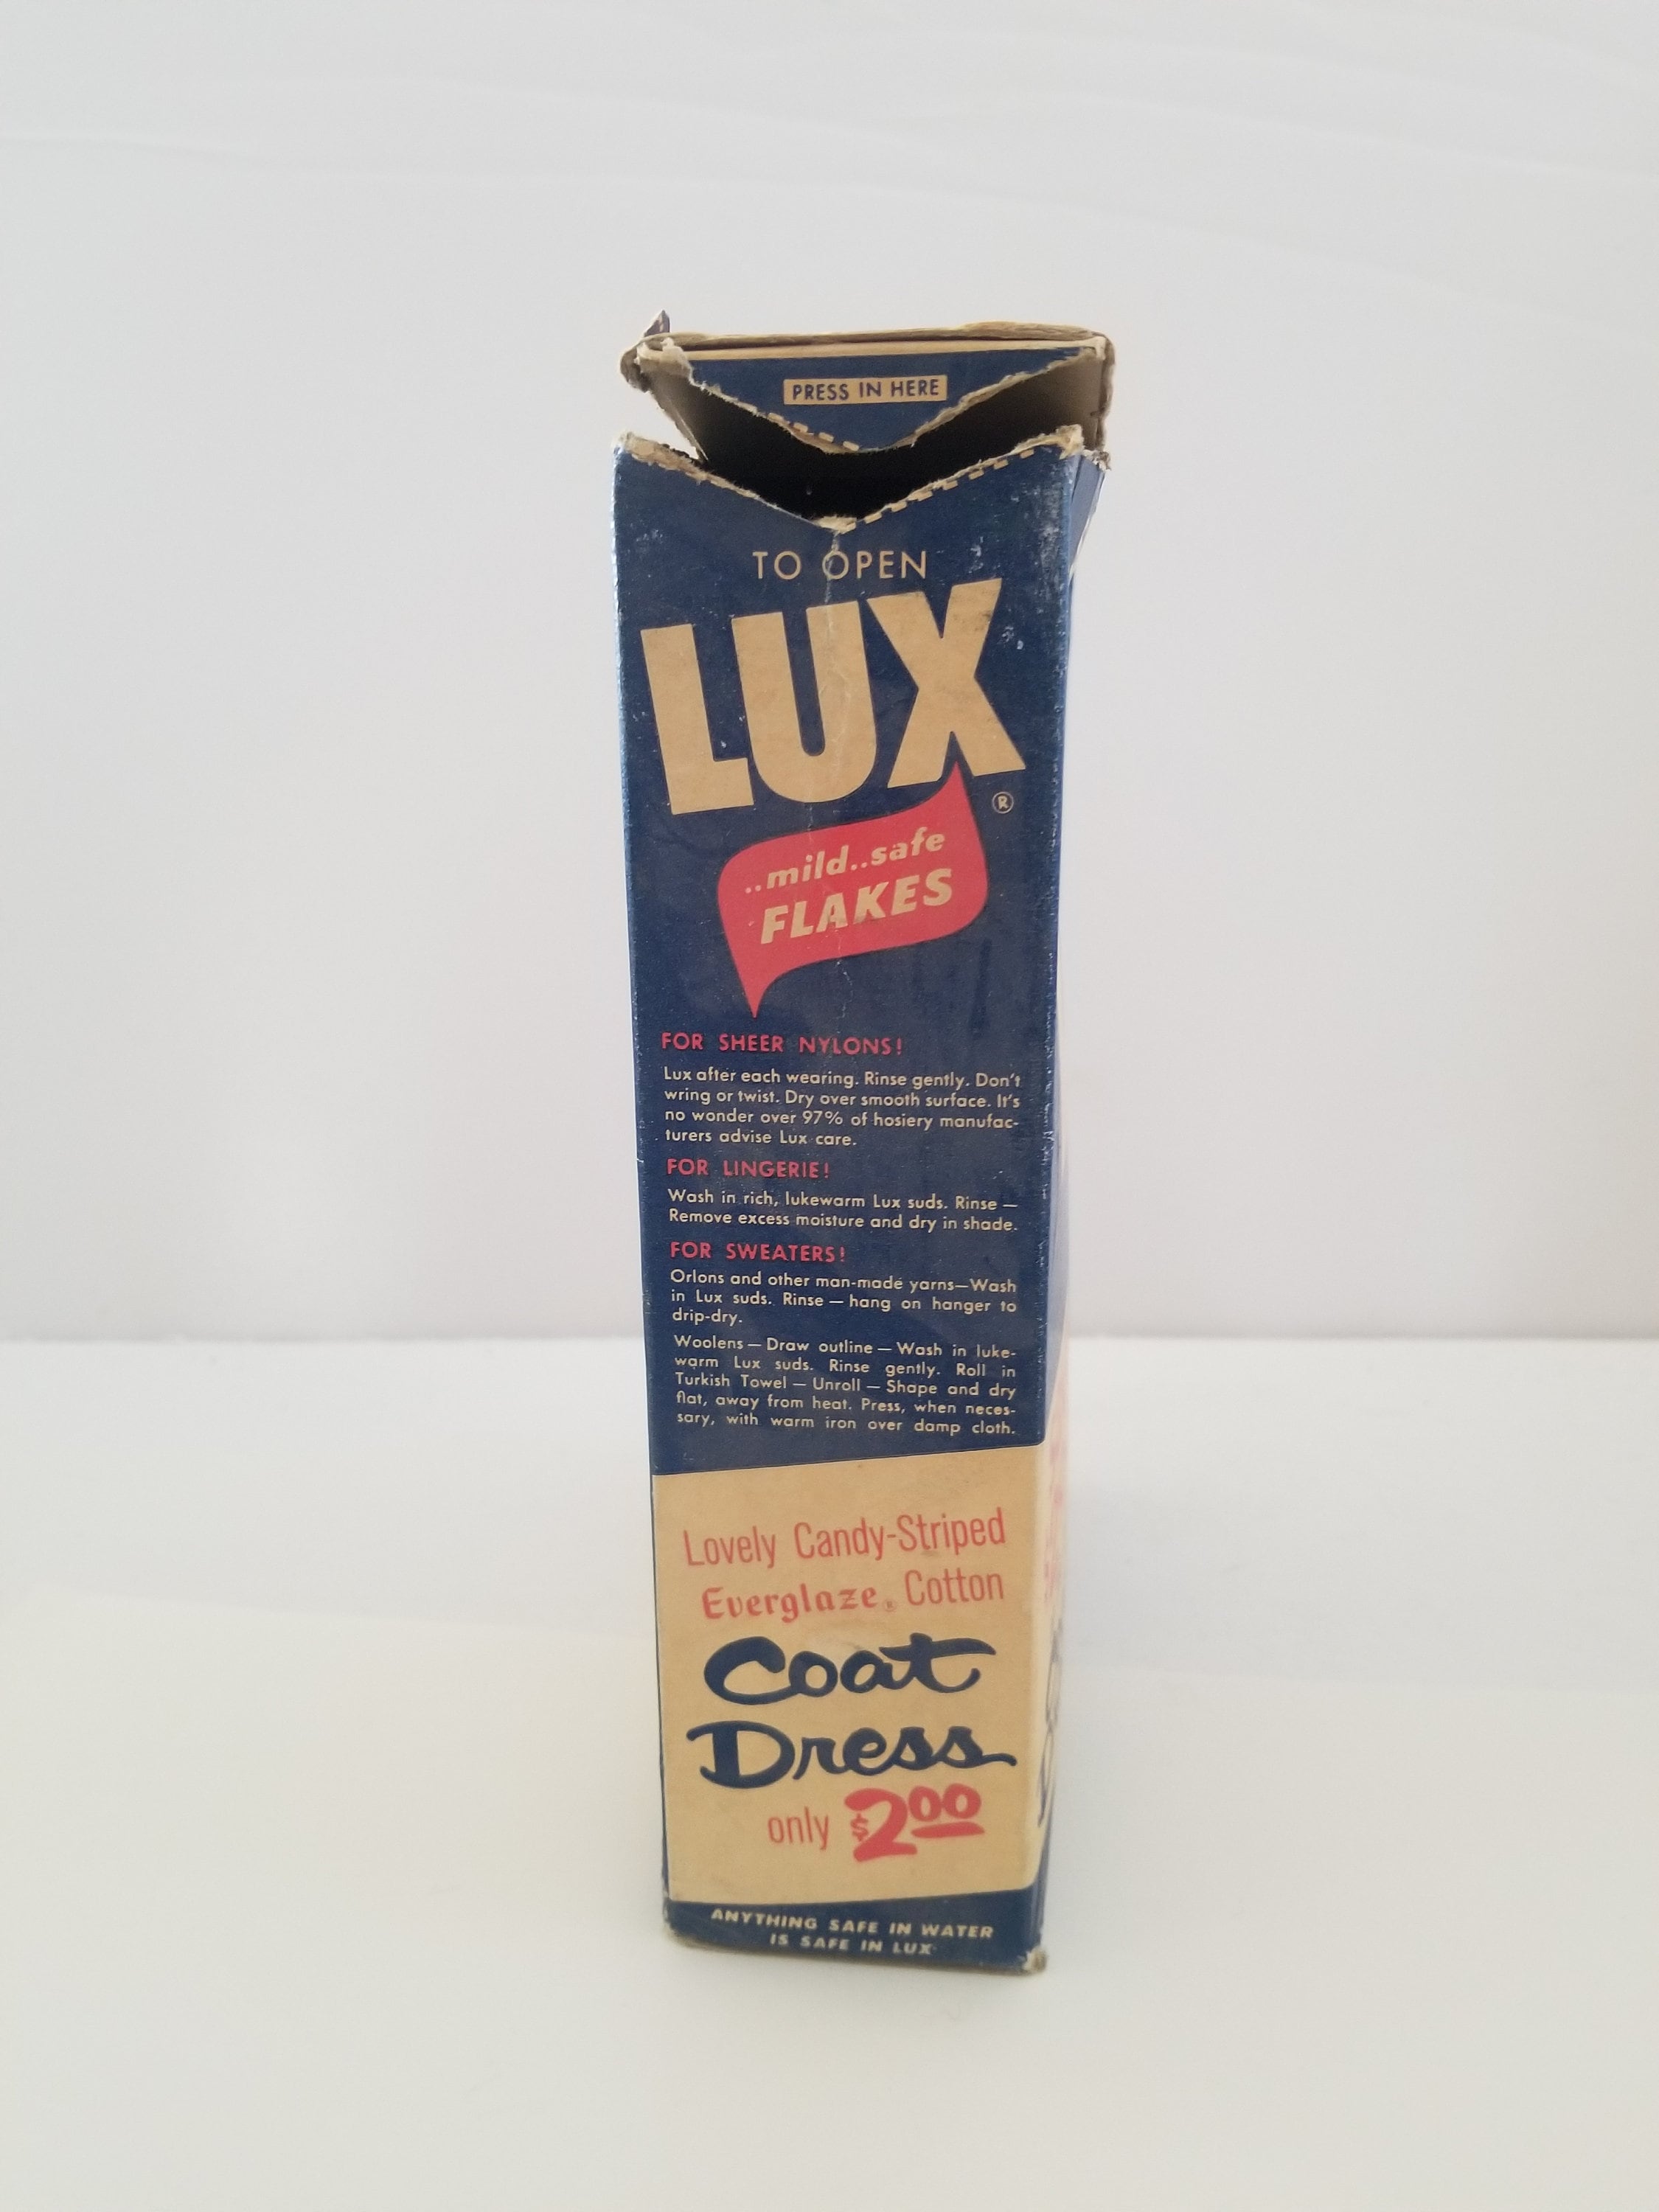 PRESS IN HERE
TO OPEN
LUX
®
..mild..safe
FLAKES
FOR SHEER NYLONS!
Lux after each wearing. Rinse gently. Don't
wring or twist. Dry over smooth surface. It's
no wonder over 97% of hosiery manufac-
turers advise Lux care.
FOR LINGERIE!
Wash in rich, lukewarm Lux suds. Rinse —
Remove excess moisture and dry in shade.
FOR SWEATERS!
Orlons and other man-made yarns—Wash
in Lux suds. Rinse — hang on hanger to
drip-dry.
Woolens — Draw outline — Wash in luke-
warm Lux suds. Rinse gently. Roll in
Turkish Towel — Unroll — Shape and dry
flat, away from heat. Press, when neces-
sary, with warm iron over damp cloth.
Lovely Candy-Striped
Everglaze® Cotton
Coat
Dress
only $2.00
ANYTHING SAFE IN WATER
IS SAFE IN LUX